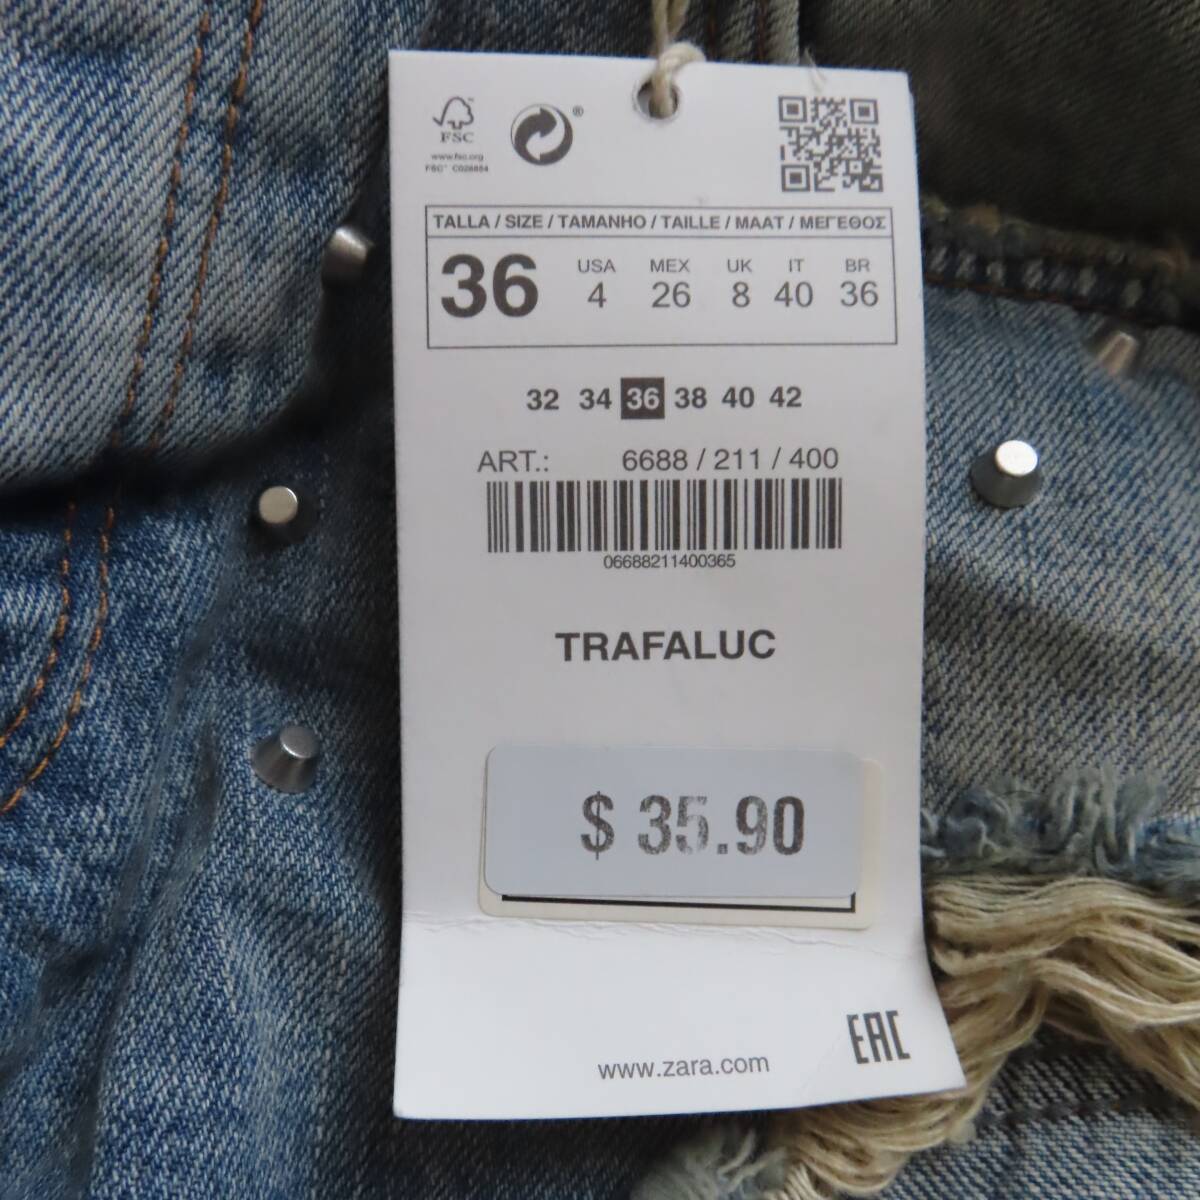 FSC
www.fsc.org
FSC™ C028884
®
TALLA / SIZE / TAMANHO / TAILLE / MAAT / ΜΕΓΕΘΟΣ
36 USA 4 MEX 26 UK 8 IT 40 BR 36
32 34 36 38 40 42
ART.: 6688 / 211 / 400
06688211400365
TRAFALUC
$ 35.90
www.zara.com
EAC